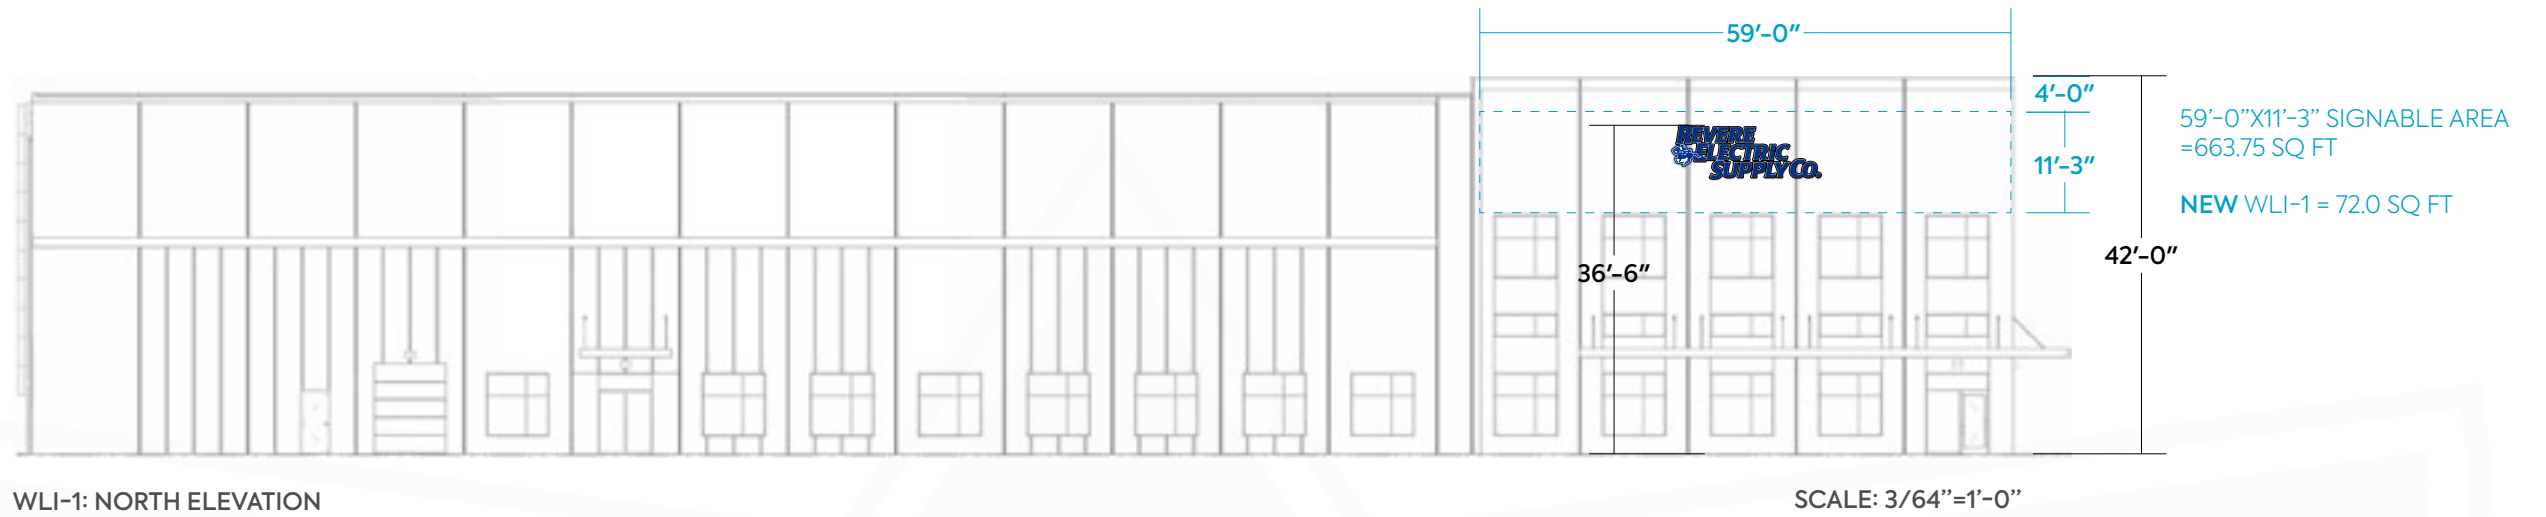 59'-0"
4'-0"
59'-0"X11'-3" SIGNABLE AREA
=663.75 SQ FT
REVERE
ELECTRIC
SUPPLY CO.
11'-3"
NEW WLI-1 = 72.0 SQ FT
36'-6"
42'-0"
WLI-1: NORTH ELEVATION
SCALE: 3/64"=1'-0"